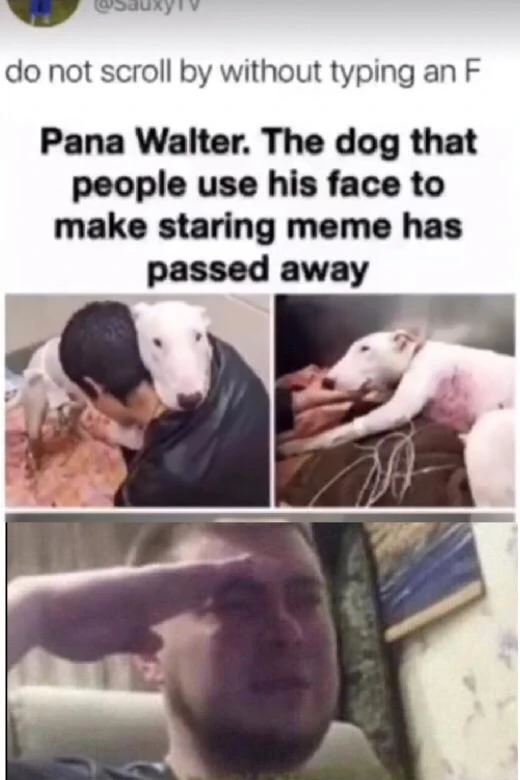 @SauxyTV
do not scroll by without typing an F
Pana Walter. The dog that
people use his face to
make staring meme has
passed away